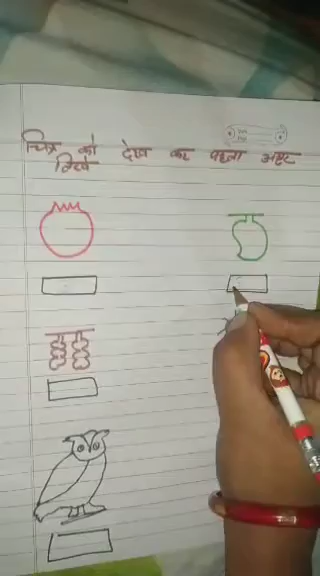 चित्र को देख कर पहला अक्षर
लिखे